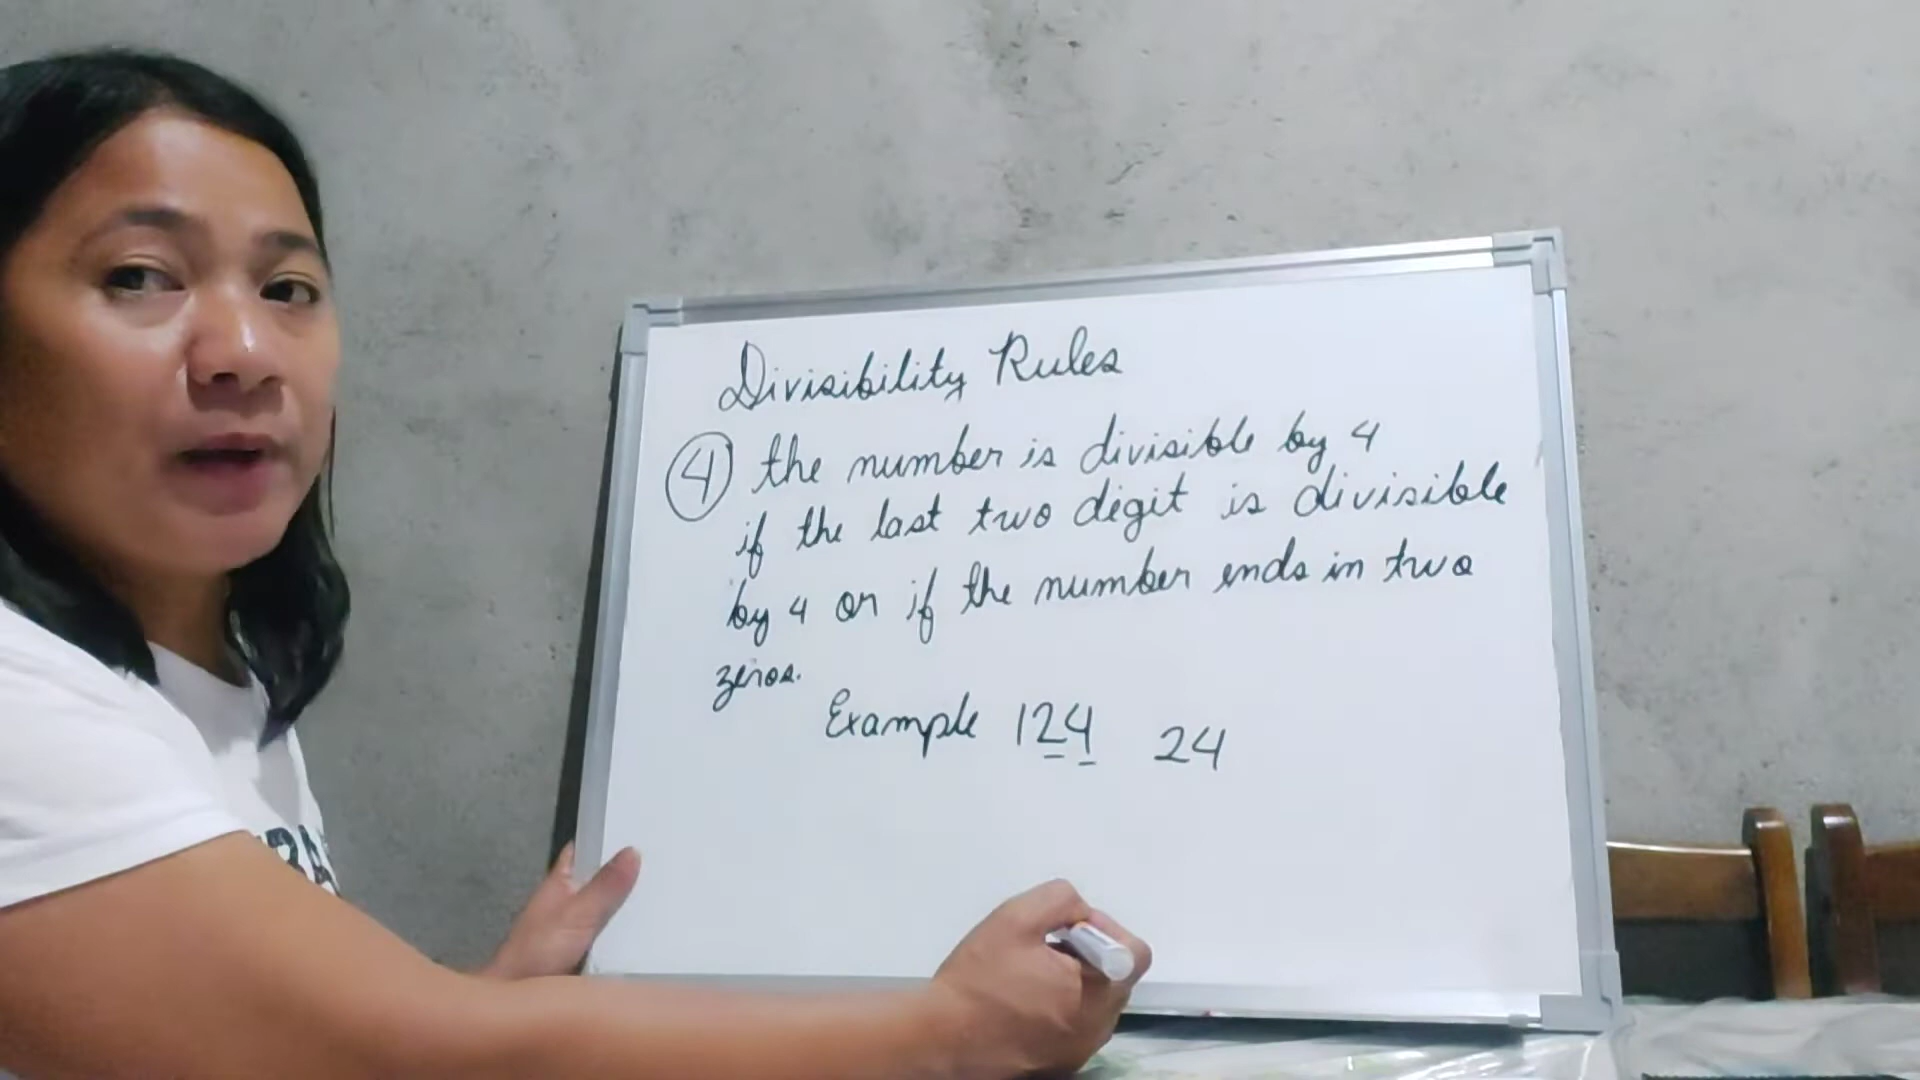 Divisibility Rules
4 the number is divisible by 4
if the last two digit is divisible
by 4 or if the number ends in two
zeros.
Example 124 24